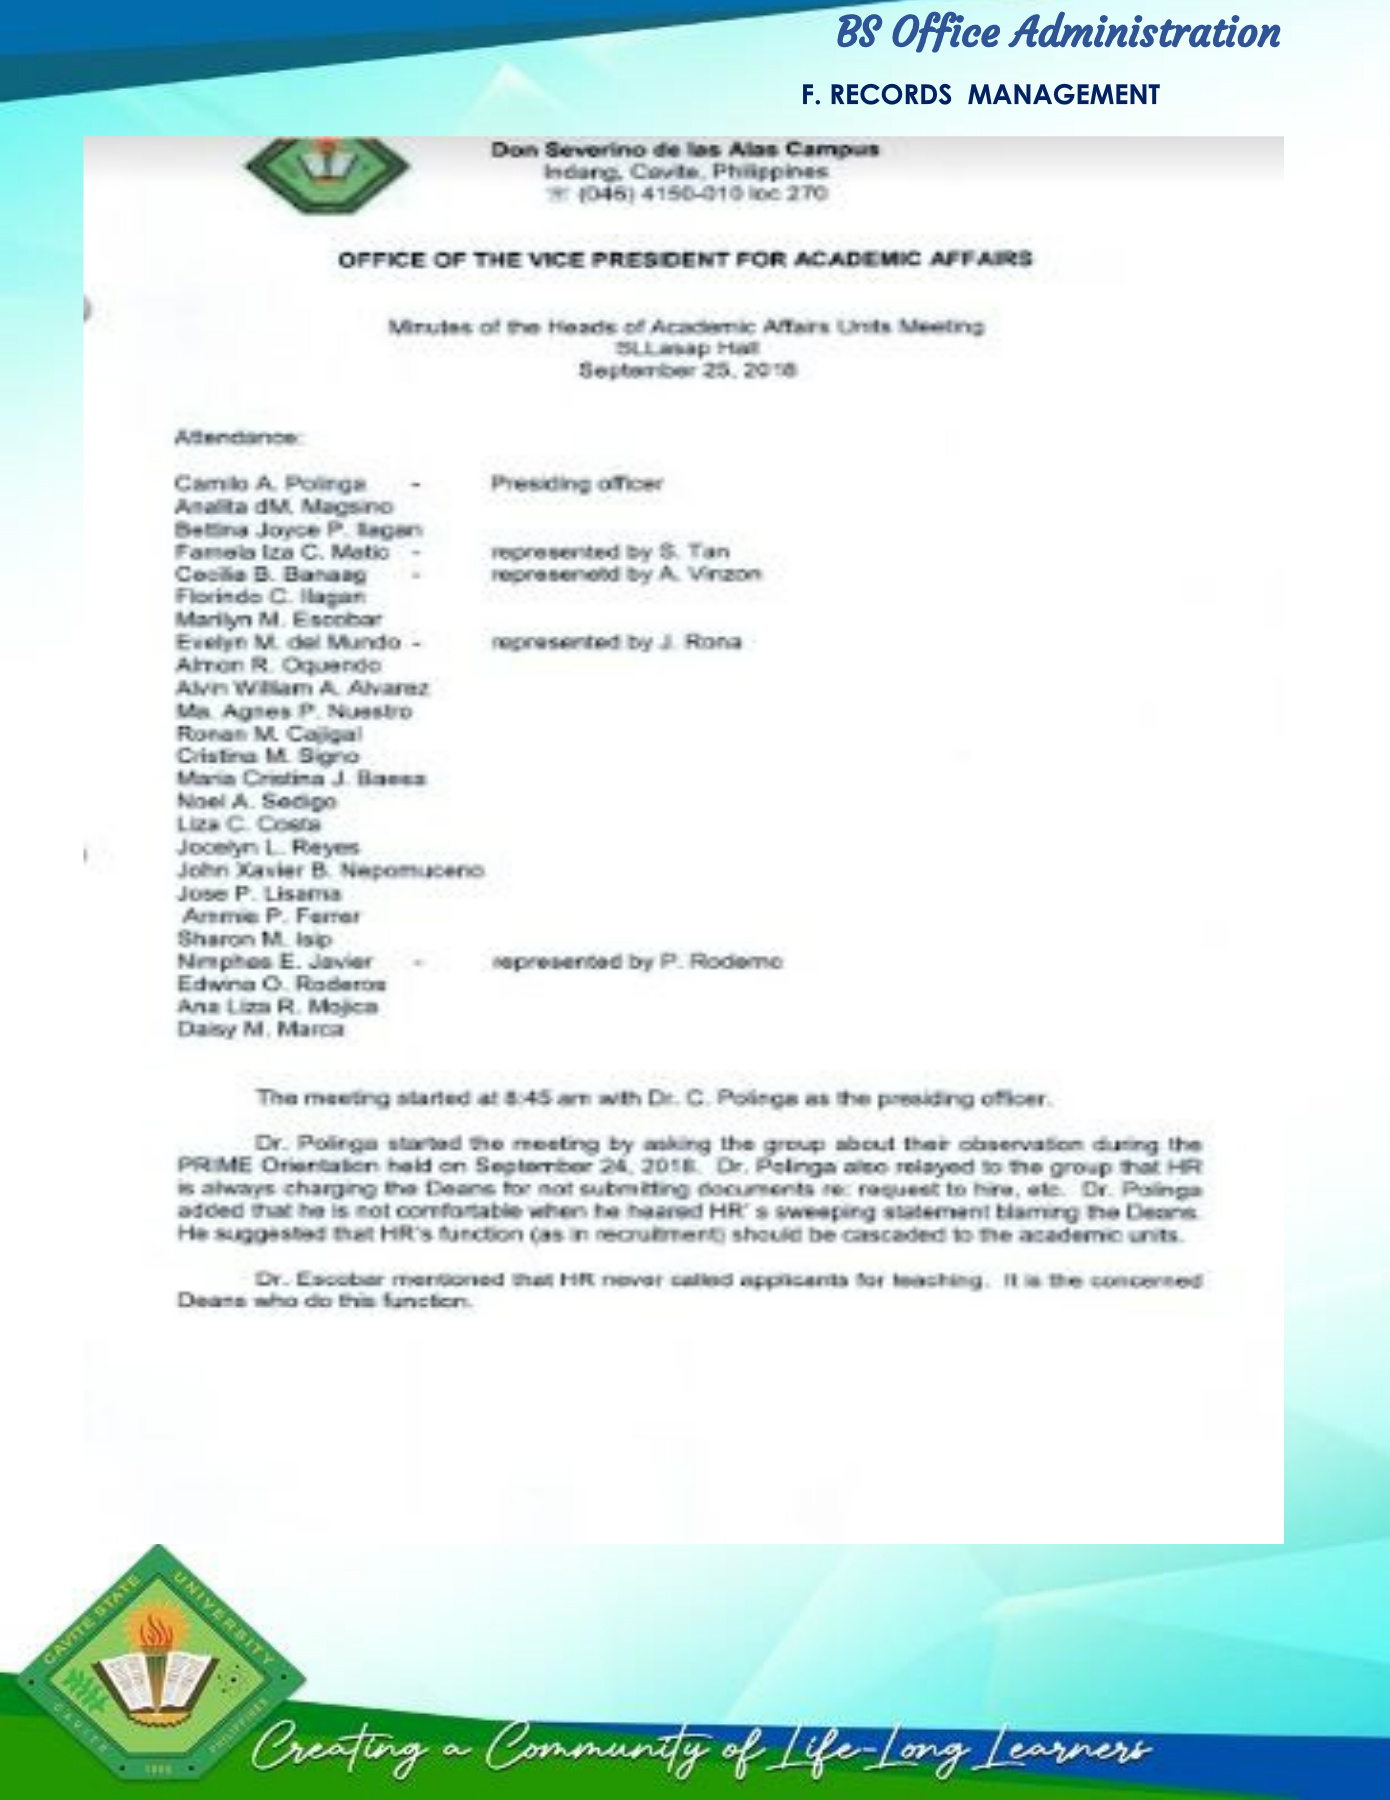 BS Office Administration
F. RECORDS MANAGEMENT
Don Severino de las Alas Campus
Indang, Cavite, Philippines
☏ (046) 4150-010 loc 270
OFFICE OF THE VICE PRESIDENT FOR ACADEMIC AFFAIRS
Minutes of the Heads of Academic Affairs Units Meeting
SLLasap Hall
September 25, 2018
Attendance:
Camilo A. Polinga - Presiding officer
Analita dM. Magsino
Bettina Joyce P. Ilagan
Famela Iza C. Matic - represented by S. Tan
Cecilia B. Banaag - represenetd by A. Vinzon
Florindo C. Ilagan
Marilyn M. Escobar
Evelyn M. del Mundo - represented by J. Rona
Almon R. Oquendo
Alvin William A. Alvarez
Ma. Agnes P. Nuestro
Ronan M. Cajigal
Cristina M. Signo
Maria Cristina J. Baesa
Noel A. Sedigo
Liza C. Costa
Jocelyn L. Reyes
John Xavier B. Nepomuceno
Jose P. Lisama
Ammie P. Ferrer
Sharon M. Isip
Nimphas E. Javier - represented by P. Rodemo
Edwina O. Roderos
Ana Liza R. Mojica
Daisy M. Marca
The meeting started at 8:45 am with Dr. C. Polinga as the presiding officer.
Dr. Polinga started the meeting by asking the group about their observation during the
PRIME Orientation held on September 24, 2018. Dr. Polinga also relayed to the group that HR
is always charging the Deans for not submitting documents re: request to hire, etc. Dr. Polinga
added that he is not comfortable when he heared HR' s sweeping statement blaming the Deans.
He suggested that HR's function (as in recruitment) should be cascaded to the academic units.
Dr. Escobar mentioned that HR never called applicants for teaching. It is the concerned
Deans who do this function.
CAVITE STATE UNIVERSITY
CAVITE
PHILIPPINES
1906
Creating a Community of Life-Long Learners